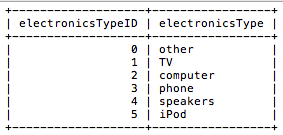 +-------------------+-----------------+
| electronicsTypeID | electronicsType |
+-------------------+-----------------+
| 0 | other |
| 1 | TV |
| 2 | computer |
| 3 | phone |
| 4 | speakers |
| 5 | iPod |
+-------------------+-----------------+